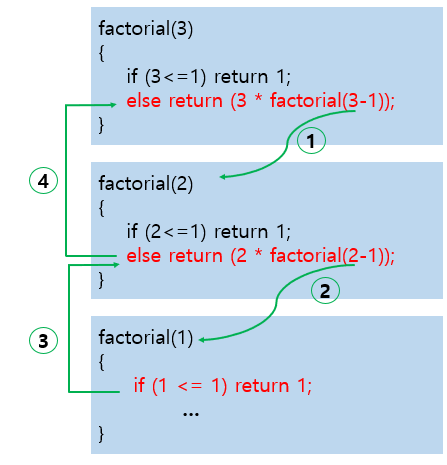 factorial(3)
{
if (3<=1) return 1;
else return (3 * factorial(3-1));
}
1
4
factorial(2)
{
if (2<=1) return 1;
else return (2 * factorial(2-1));
}
2
3
factorial(1)
{
if (1 <= 1) return 1;
...
}